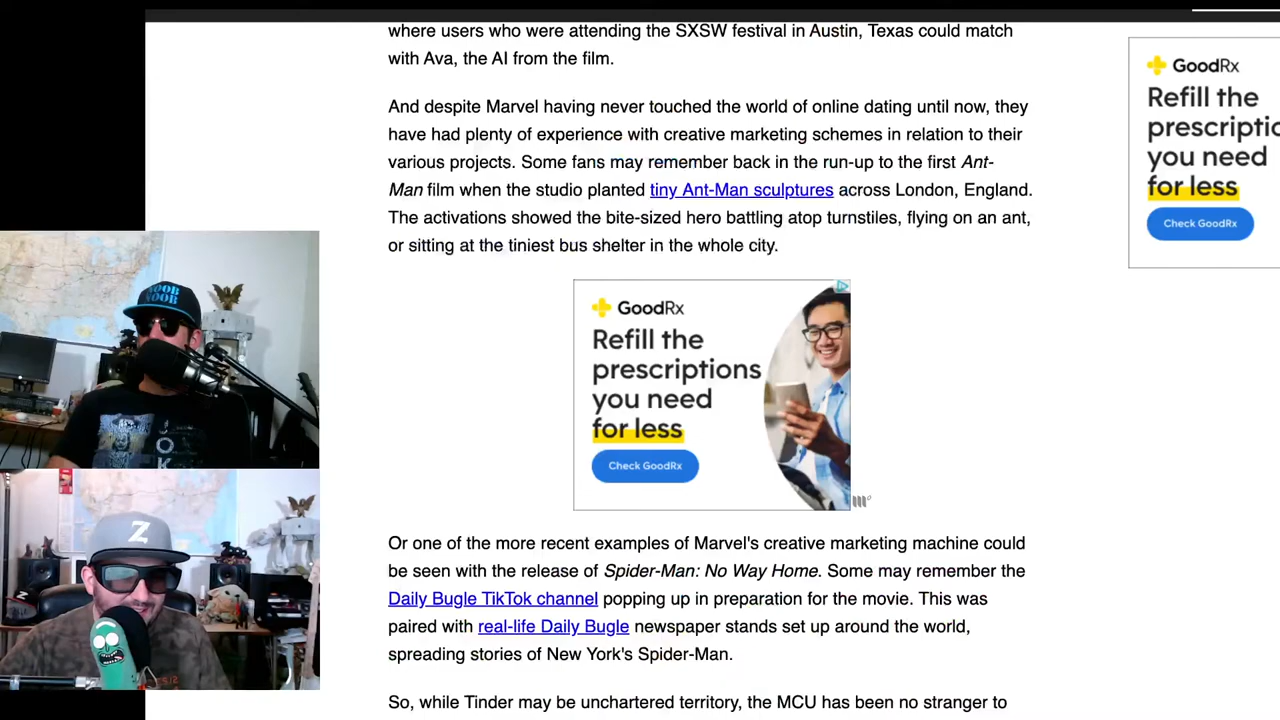 where users who were attending the SXSW festival in Austin, Texas could match
with Ava, the AI from the film.
And despite Marvel having never touched the world of online dating until now, they
have had plenty of experience with creative marketing schemes in relation to their
various projects. Some fans may remember back in the run-up to the first Ant-
Man film when the studio planted tiny Ant-Man sculptures across London, England.
The activations showed the bite-sized hero battling atop turnstiles, flying on an ant,
or sitting at the tiniest bus shelter in the whole city.
GoodRx
Refill the
prescriptions
you need
for less
Check GoodRx
Or one of the more recent examples of Marvel's creative marketing machine could
be seen with the release of Spider-Man: No Way Home. Some may remember the
Daily Bugle TikTok channel popping up in preparation for the movie. This was
paired with real-life Daily Bugle newspaper stands set up around the world,
spreading stories of New York's Spider-Man.
So, while Tinder may be unchartered territory, the MCU has been no stranger to
GoodRx
Refill the
prescriptio
you need
for less
Check GoodRx
NOOB
NOOB
JOK
Z